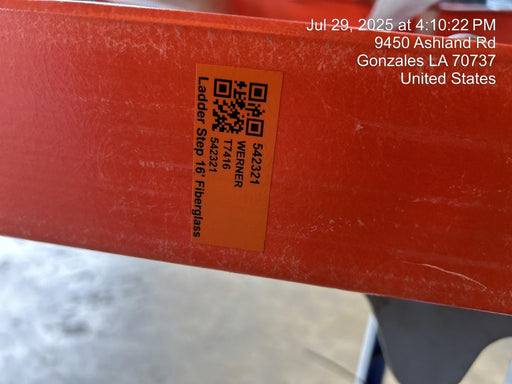 Jul 29, 2025 at 4:10:22 PM
9450 Ashland Rd
Gonzales LA 70737
United States
542321
WERNER
T7416
542321
Ladder Step 16' Fiberglass